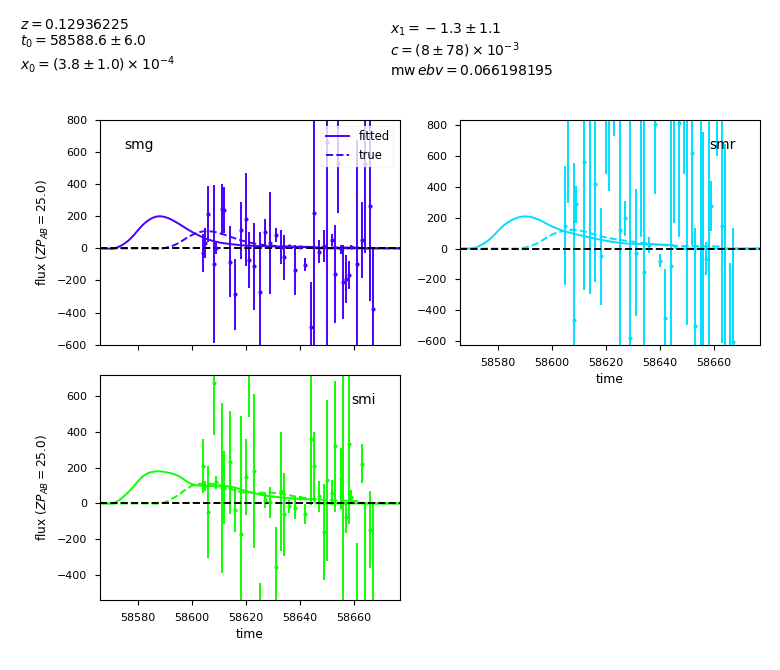 z = 0.12936225
t₀ = 58588.6 ± 6.0
x₀ = (3.8 ± 1.0) × 10⁻⁴
x₁ = −1.3 ± 1.1
c = (8 ± 78) × 10⁻³
mw ebv = 0.066198195
smg
fitted
true
800
600
400
200
0
−200
−400
−600
flux (ZP_AB = 25.0)
smr
800
600
400
200
0
−200
−400
−600
58580 58600 58620 58640 58660
time
smi
600
400
200
0
−200
−400
flux (ZP_AB = 25.0)
58580 58600 58620 58640 58660
time